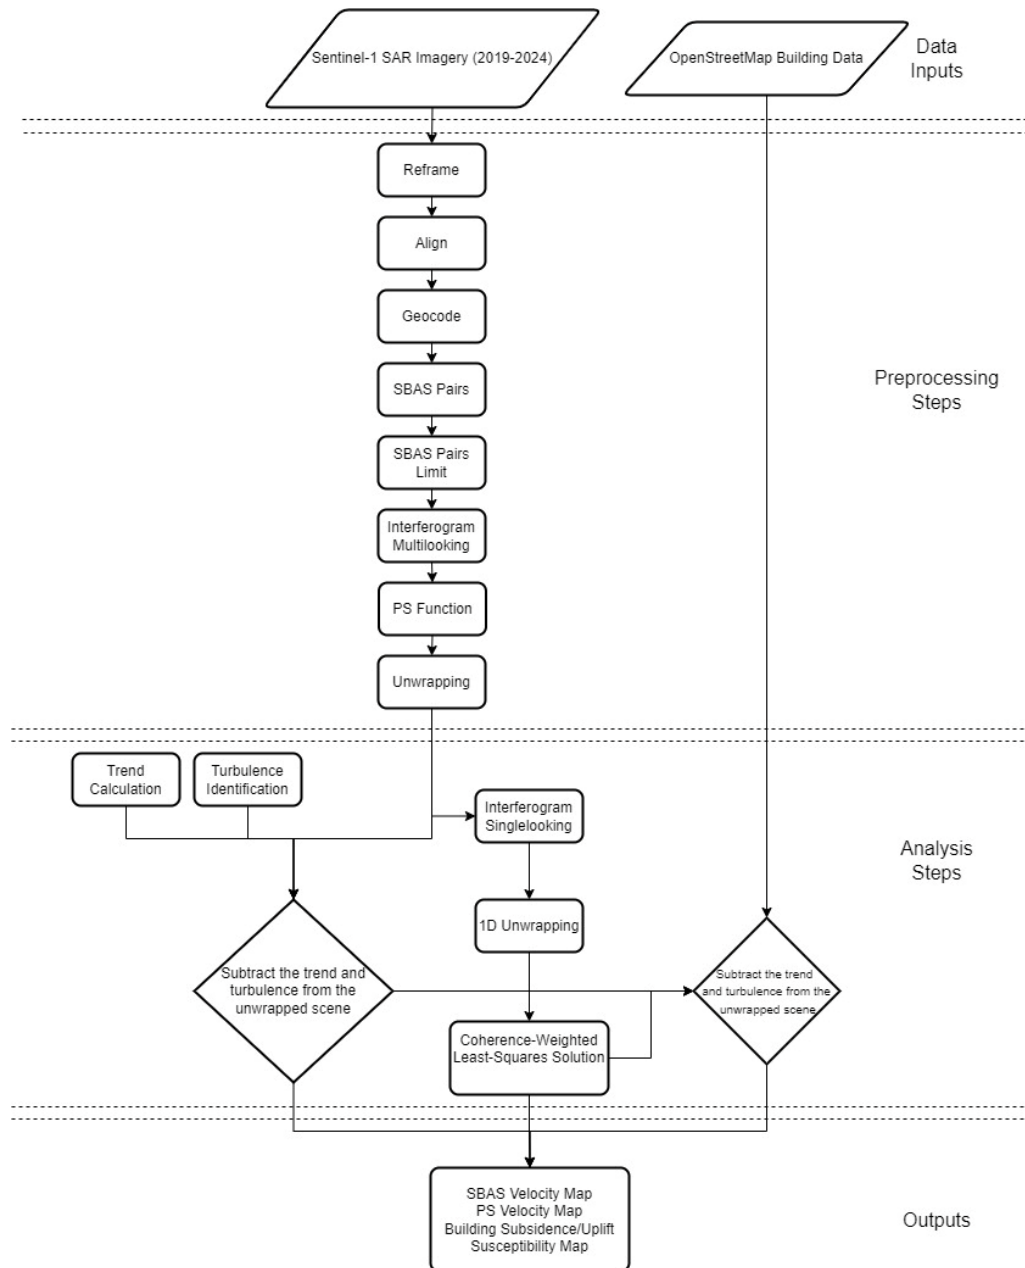 Sentinel-1 SAR Imagery (2019-2024)
OpenStreetMap Building Data
Data
Inputs
Reframe
Align
Geocode
SBAS Pairs
SBAS Pairs
Limit
Interferogram
Multilooking
PS Function
Unwrapping
Preprocessing
Steps
Trend
Calculation
Turbulence
Identification
Interferogram
Singlelooking
1D Unwrapping
Analysis
Steps
Subtract the trend and
turbulence from the
unwrapped scene
Coherence-Weighted
Least-Squares Solution
Subtract the trend
and turbulence from the
unwrapped scene
SBAS Velocity Map
PS Velocity Map
Building Subsidence/Uplift
Susceptibility Map
Outputs